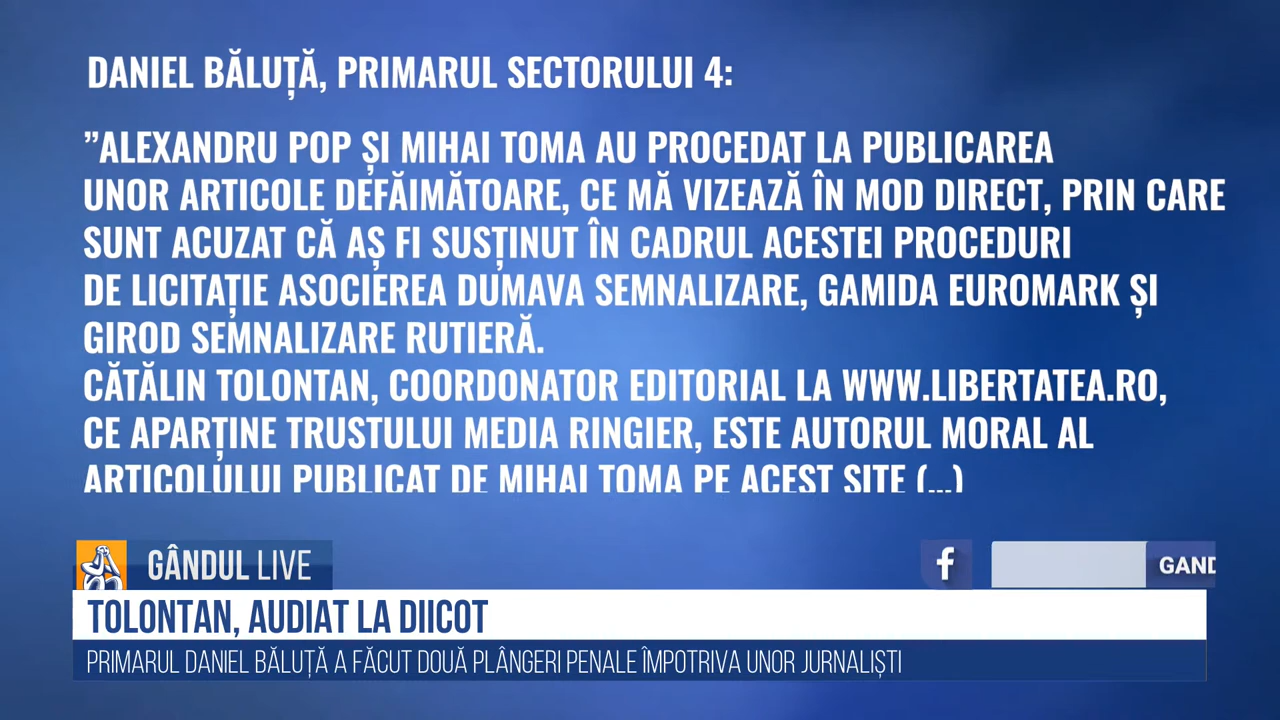 DANIEL BĂLUȚĂ, PRIMARUL SECTORULUI 4:
”ALEXANDRU POP ȘI MIHAI TOMA AU PROCEDAT LA PUBLICAREA
UNOR ARTICOLE DEFĂIMĂTOARE, CE MĂ VIZEAZĂ ÎN MOD DIRECT, PRIN CARE
SUNT ACUZAT CĂ AȘ FI SUSȚINUT ÎN CADRUL ACESTEI PROCEDURI
DE LICITAȚIE ASOCIEREA DUMAVA SEMNALIZARE, GAMIDA EUROMARK ȘI
GIROD SEMNALIZARE RUTIERĂ.
CĂTĂLIN TOLONTAN, COORDONATOR EDITORIAL LA WWW.LIBERTATEA.RO,
CE APARȚINE TRUSTULUI MEDIA RINGIER, ESTE AUTORUL MORAL AL
ARTICOLULUI PUBLICAT DE MIHAI TOMA PE ACEST SITE (...)
GÂNDUL LIVE
f
GAND
TOLONTAN, AUDIAT LA DIICOT
PRIMARUL DANIEL BĂLUȚĂ A FĂCUT DOUĂ PLÂNGERI PENALE ÎMPOTRIVA UNOR JURNALIȘTI